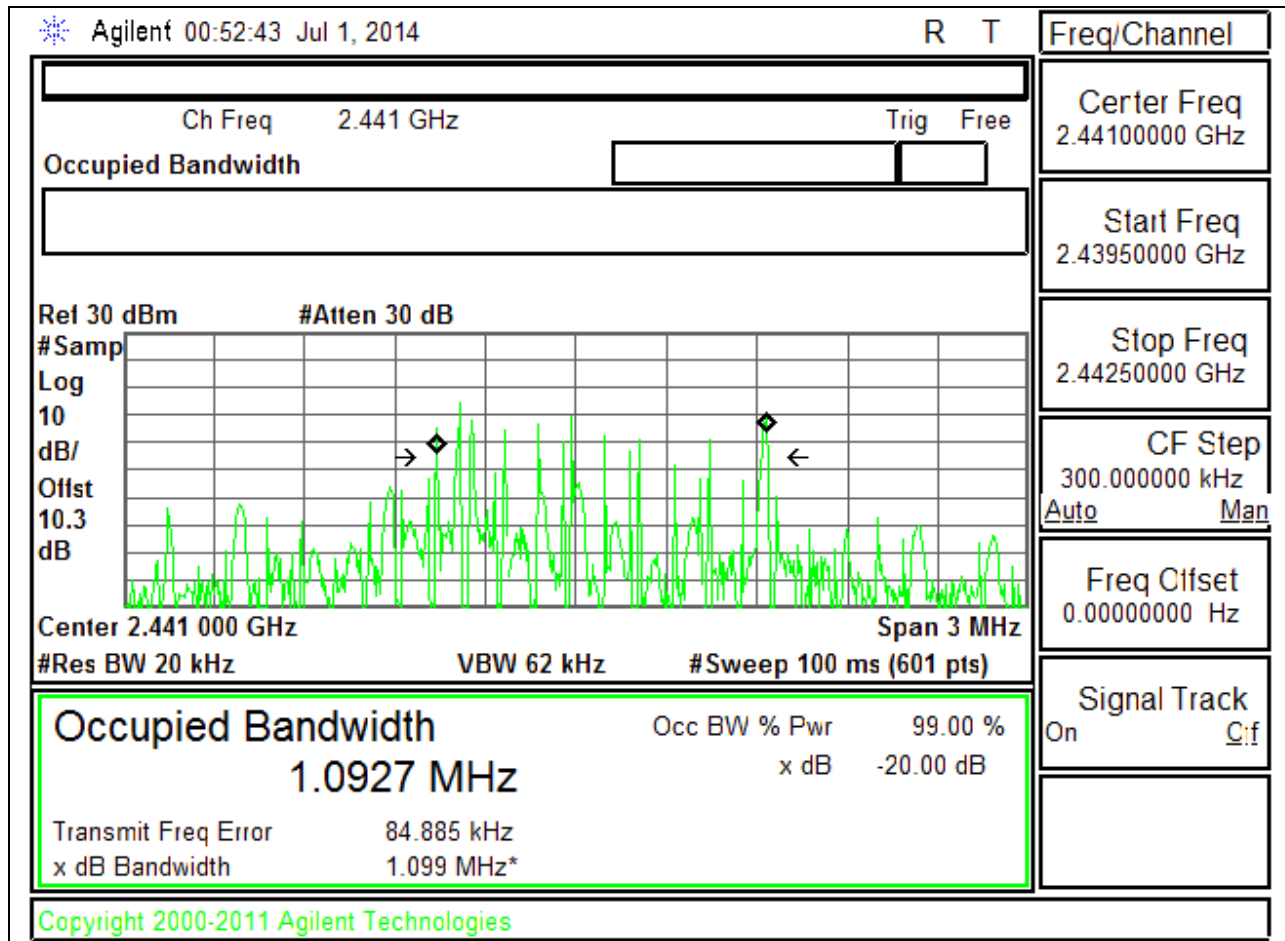 Agilent 00:52:43 Jul 1, 2014 R T
Ch Freq 2.441 GHz Trig Free
Occupied Bandwidth
Ref 30 dBm #Atten 30 dB
#Samp
Log
10
dB/
Offst
10.3
dB
Center 2.441 000 GHz Span 3 MHz
#Res BW 20 kHz VBW 62 kHz #Sweep 100 ms (601 pts)
Occupied Bandwidth Occ BW % Pwr 99.00 %
1.0927 MHz x dB -20.00 dB
Transmit Freq Error 84.885 kHz
x dB Bandwidth 1.099 MHz*
Copyright 2000-2011 Agilent Technologies
Freq/Channel
Center Freq
2.44100000 GHz
Start Freq
2.43950000 GHz
Stop Freq
2.44250000 GHz
CF Step
300.000000 kHz
Auto Man
Freq Offset
0.00000000 Hz
Signal Track
On Off